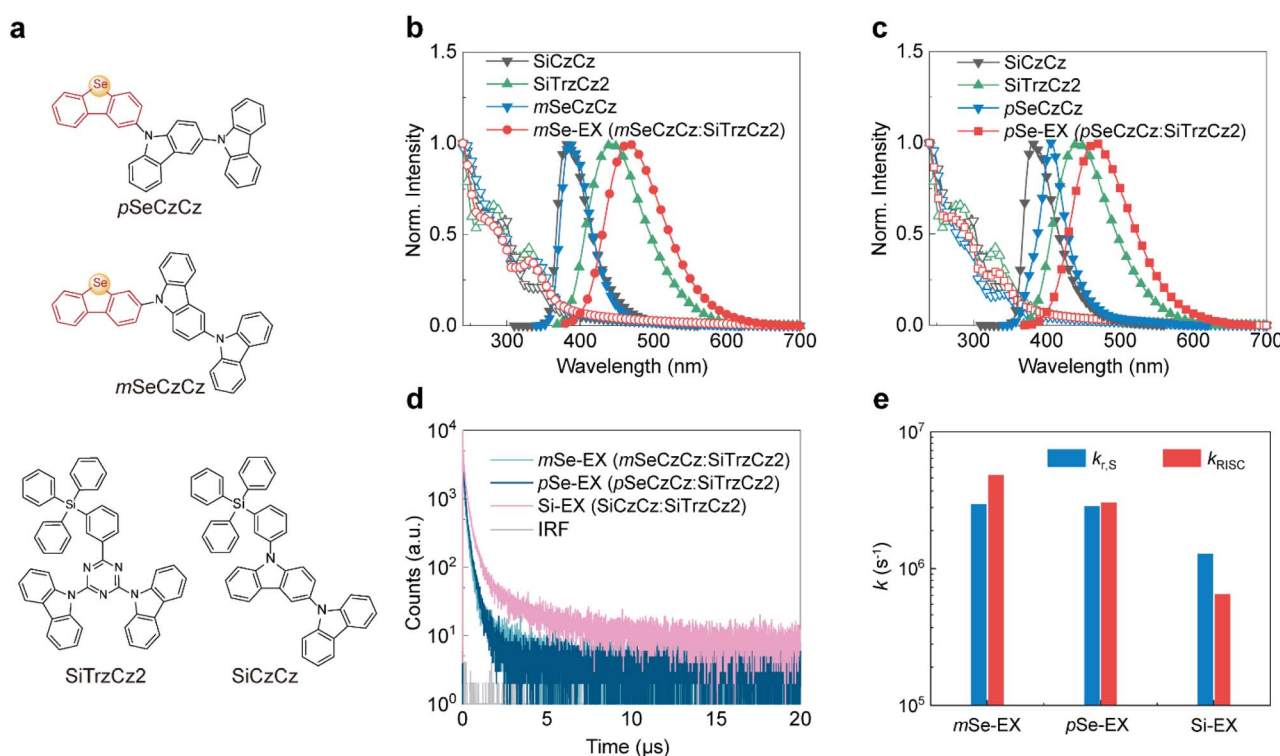 a
Se
N
N
pSeCzCz
Se
N
N
mSeCzCz
Si
N
N
N
N
N
SiTrzCz2
Si
N
N
SiCzCz
b
1.5
1.0
0.5
0.0
Norm. Intensity
SiCzCz
SiTrzCz2
mSeCzCz
mSe-EX (mSeCzCz:SiTrzCz2)
300 400 500 600 700
Wavelength (nm)
c
1.5
1.0
0.5
0.0
Norm. Intensity
SiCzCz
SiTrzCz2
pSeCzCz
pSe-EX (pSeCzCz:SiTrzCz2)
300 400 500 600 700
Wavelength (nm)
d
10⁴
10³
10²
10¹
10⁰
Counts (a.u.)
mSe-EX (mSeCzCz:SiTrzCz2)
pSe-EX (pSeCzCz:SiTrzCz2)
Si-EX (SiCzCz:SiTrzCz2)
IRF
0 5 10 15 20
Time (µs)
e
10⁷
10⁶
10⁵
k (s⁻¹)
kr,S kRISC
mSe-EX pSe-EX Si-EX